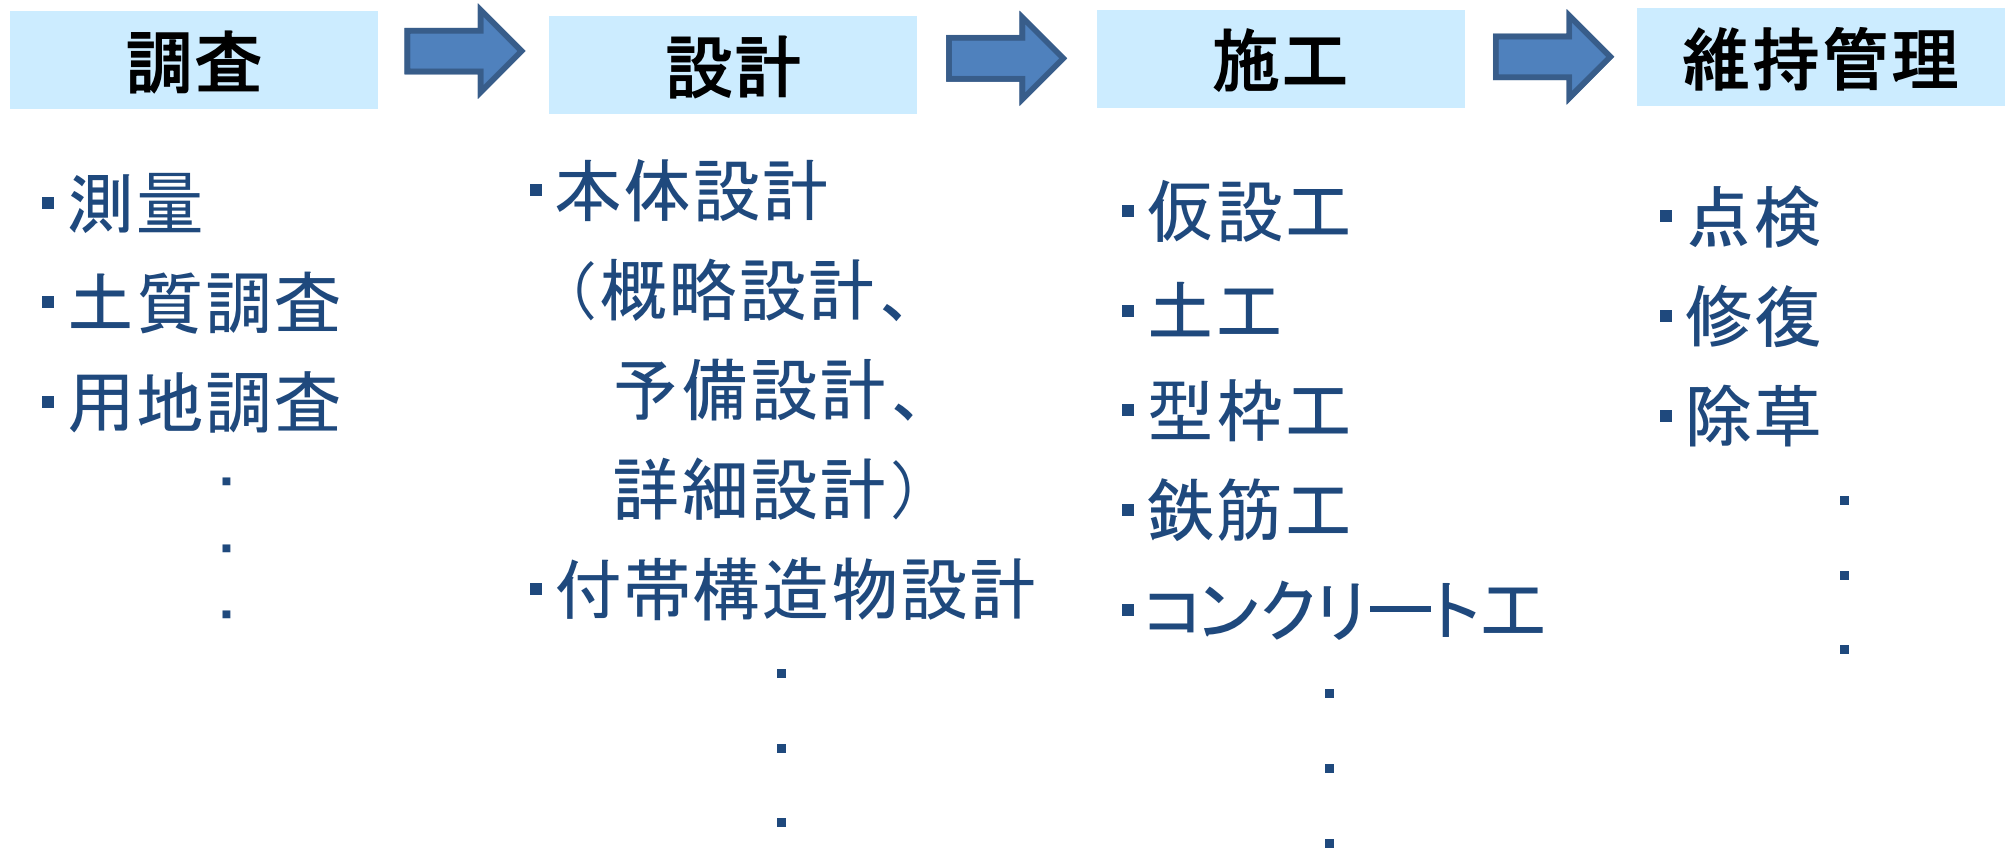 調査
設計
施工
維持管理
・測量
・土質調査
・用地調査
・
・
・
・本体設計
（概略設計、
予備設計、
詳細設計）
・付帯構造物設計
・
・
・
・仮設工
・土工
・型枠工
・鉄筋工
・コンクリート工
・
・
・
・点検
・修復
・除草
・
・
・